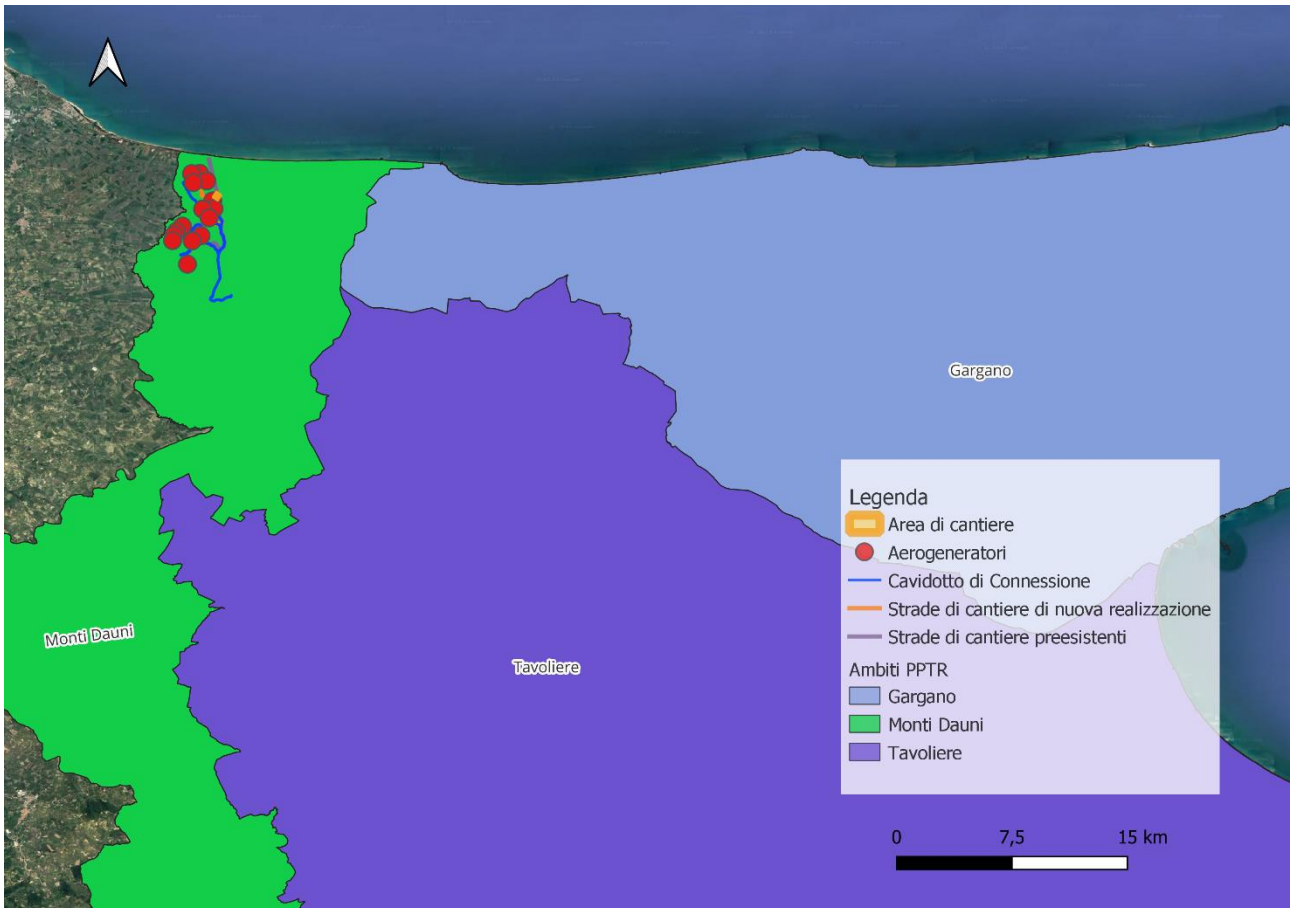 Gargano
Monti Dauni
Tavoliere
Legenda
Area di cantiere
Aerogeneratori
Cavidotto di Connessione
Strade di cantiere di nuova realizzazione
Strade di cantiere preesistenti
Ambiti PPTR
Gargano
Monti Dauni
Tavoliere
0 7,5 15 km